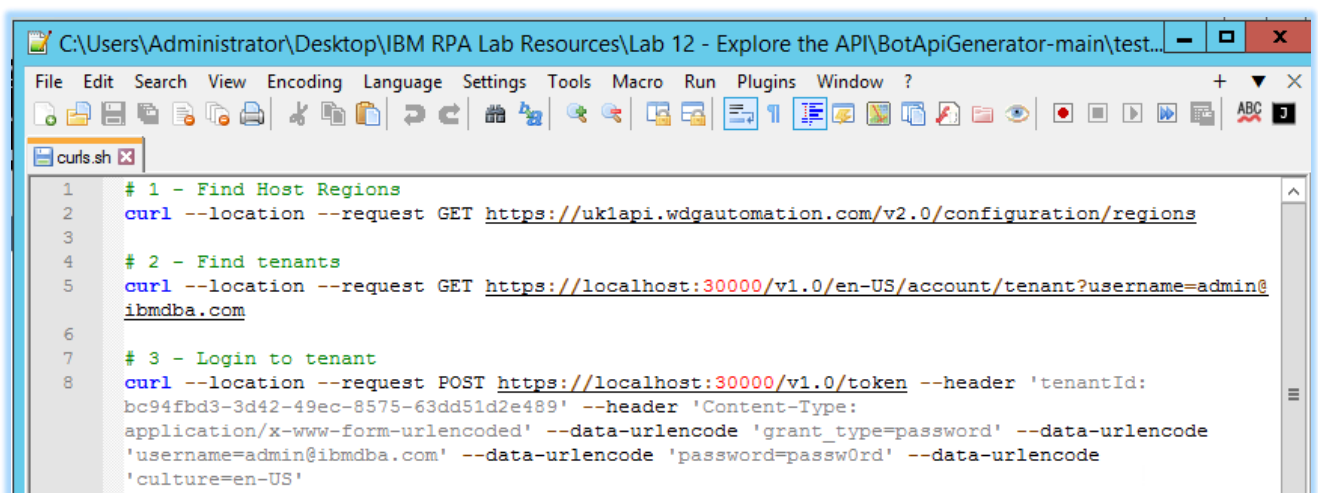 C:\Users\Administrator\Desktop\IBM RPA Lab Resources\Lab 12 - Explore the API\BotApiGenerator-main\test...
File Edit Search View Encoding Language Settings Tools Macro Run Plugins Window ?
ABC
curls.sh
1 # 1 - Find Host Regions
2 curl --location --request GET https://uk1api.wdgautomation.com/v2.0/configuration/regions
3
4 # 2 - Find tenants
5 curl --location --request GET https://localhost:30000/v1.0/en-US/account/tenant?username=admin@
ibmdba.com
6
7 # 3 - Login to tenant
8 curl --location --request POST https://localhost:30000/v1.0/token --header 'tenantId:
bc94fbd3-3d42-49ec-8575-63dd51d2e489' --header 'Content-Type:
application/x-www-form-urlencoded' --data-urlencode 'grant_type=password' --data-urlencode
'username=admin@ibmdba.com' --data-urlencode 'password=passw0rd' --data-urlencode
'culture=en-US'